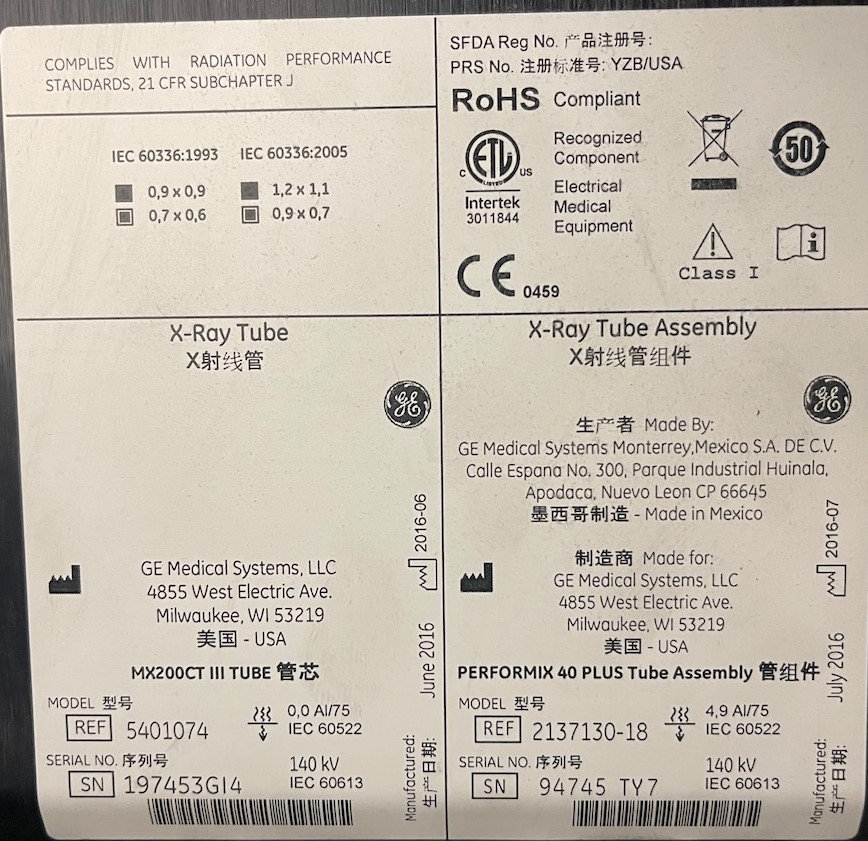 COMPLIES WITH RADIATION PERFORMANCE
STANDARDS, 21 CFR SUBCHAPTER J
IEC 60336:1993 IEC 60336:2005
0,9 x 0,9 1,2 x 1,1
0,7 x 0,6 0,9 x 0,7
SFDA Reg No. 产品注册号:
PRS No. 注册标准号: YZB/USA
RoHS Compliant
C ETL US
LISTED
Intertek
3011844
Recognized
Component
Electrical
Medical
Equipment
50
CE 0459
Class I
i
X-Ray Tube
X射线管
GE
GE Medical Systems, LLC
4855 West Electric Ave.
Milwaukee, WI 53219
美国 - USA
MX200CT III TUBE 管芯
MODEL 型号
REF 5401074
0,0 Al/75
IEC 60522
SERIAL NO. 序列号
SN 197453GI4
140 kV
IEC 60613
Manufactured: June 2016
生产日期: 2016-06
X-Ray Tube Assembly
X射线管组件
GE
生产者 Made By:
GE Medical Systems Monterrey,Mexico S.A. DE C.V.
Calle Espana No. 300, Parque Industrial Huinala,
Apodaca, Nuevo Leon CP 66645
墨西哥制造 - Made in Mexico
制造商 Made for:
GE Medical Systems, LLC
4855 West Electric Ave.
Milwaukee, WI 53219
美国 - USA
PERFORMIX 40 PLUS Tube Assembly 管组件
MODEL 型号
REF 2137130-18
4,9 Al/75
IEC 60522
SERIAL NO. 序列号
SN 94745 TY7
140 kV
IEC 60613
Manufactured: July 2016
生产日期: 2016-07